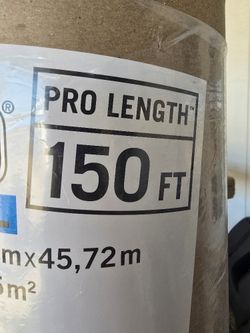 ®
PRO LENGTH™
150 FT
m x 45,72 m
m²